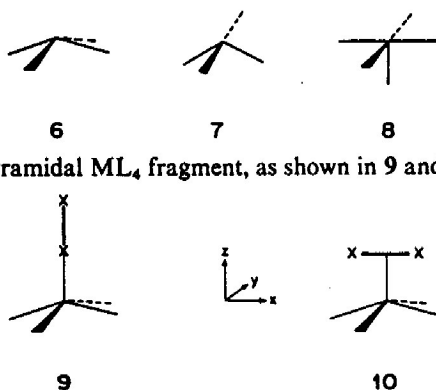 6 7 8
ramidal ML₄ fragment, as shown in 9 and
X
X
z
y
x
X X
9 10